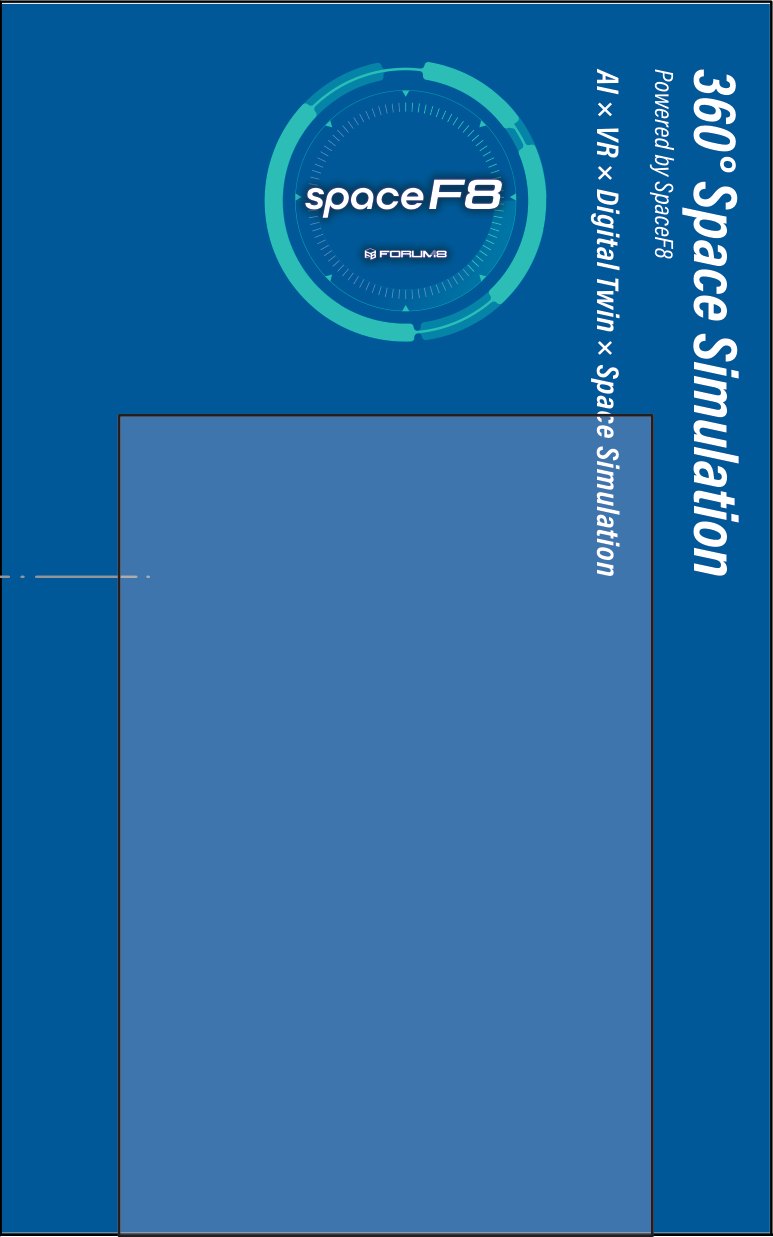 360° Space Simulation
Powered by SpaceF8
AI × VR × Digital Twin × Space Simulation
spaceF8
FORUM8